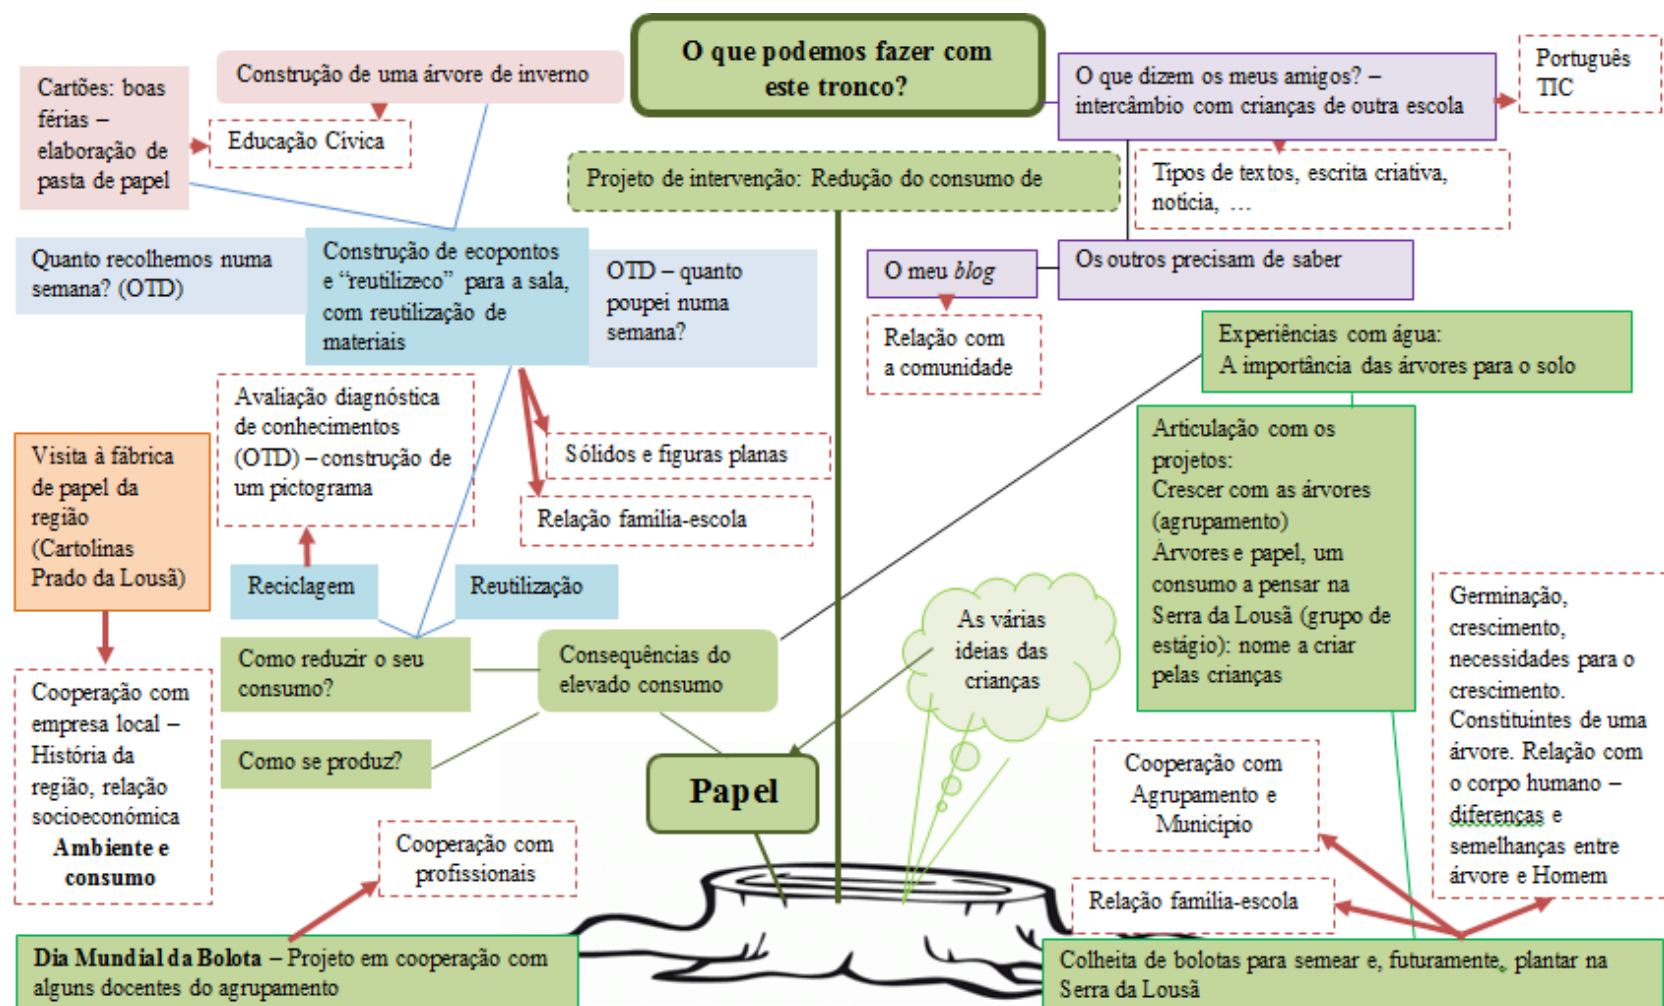 O que podemos fazer com
este tronco?
Construção de uma árvore de inverno
Cartões: boas
férias –
elaboração de
pasta de papel
Educação Cívica
O que dizem os meus amigos? –
intercâmbio com crianças de outra escola
Português
TIC
Projeto de intervenção: Redução do consumo de
Tipos de textos, escrita criativa,
notícia, …
Quanto recolhemos numa
semana? (OTD)
Construção de ecopontos
e “reutilizeco” para a sala,
com reutilização de
materiais
OTD – quanto
poupei numa
semana?
O meu blog
Os outros precisam de saber
Relação com
a comunidade
Experiências com água:
A importância das árvores para o solo
Avaliação diagnóstica
de conhecimentos
(OTD) – construção de
um pictograma
Sólidos e figuras planas
Relação família-escola
Visita à fábrica
de papel da
região
(Cartolinas
Prado da Lousã)
Articulação com os
projetos:
Crescer com as árvores
(agrupamento)
Árvores e papel, um
consumo a pensar na
Serra da Lousã (grupo de
estágio): nome a criar
pelas crianças
Reciclagem
Reutilização
As várias
ideias das
crianças
Germinação,
crescimento,
necessidades para o
crescimento.
Constituintes de uma
árvore. Relação com
o corpo humano –
diferenças e
semelhanças entre
árvore e Homem
Como reduzir o seu
consumo?
Consequências do
elevado consumo
Cooperação com
empresa local –
História da
região, relação
socioeconómica
Ambiente e
consumo
Como se produz?
Papel
Cooperação com
Agrupamento e
Município
Cooperação com
profissionais
Relação família-escola
Dia Mundial da Bolota – Projeto em cooperação com
alguns docentes do agrupamento
Colheita de bolotas para semear e, futuramente, plantar na
Serra da Lousã